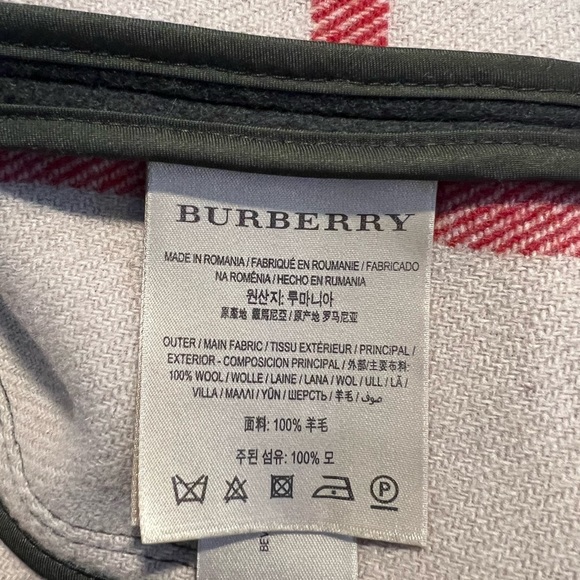 BURBERRY
MADE IN ROMANIA / FABRIQUÉ EN ROUMANIE / FABRICADO
NA ROMÉNIA / HECHO EN RUMANIA
원산지: 루마니아
原產地 羅馬尼亞 / 原产地 罗马尼亚
OUTER / MAIN FABRIC / TISSU EXTÉRIEUR / PRINCIPAL /
EXTERIOR - COMPOSICION PRINCIPAL / 外部/主要布料:
100% WOOL / WOLLE / LAINE / LANA / WOL / ULL / LÃ /
VILLA / ΜΑΛΛΙ / YÜN / ШЕРСТЬ / 羊毛 / صوف
面料: 100% 羊毛
주된 섬유: 100% 모
P
BEV